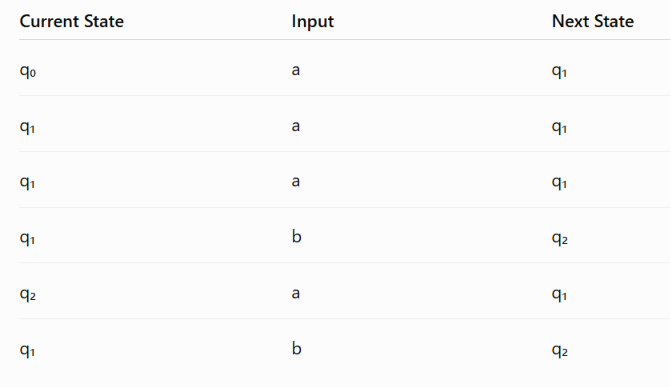 Current State Input Next State
q₀ a q₁
q₁ a q₁
q₁ a q₁
q₁ b q₂
q₂ a q₁
q₁ b q₂